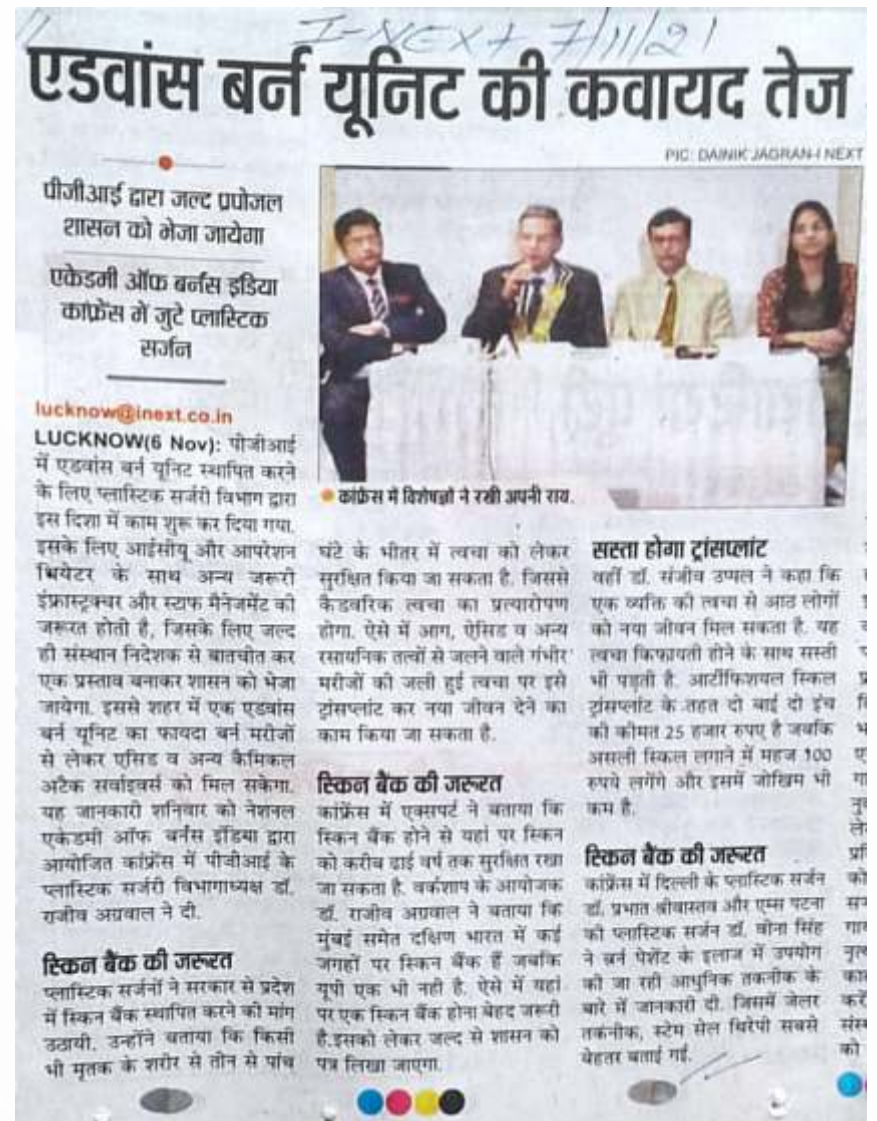 I-NEXT 7/11/21
एडवांस बर्न यूनिट की कवायद तेज
PIC: DAINIK JAGRAN-I NEXT
पीजीआई द्वारा जल्द प्रपोजल
शासन को भेजा जायेगा
एकेडमी ऑफ बर्नस इंडिया
कांफ्रेंस में जुटे प्लास्टिक
सर्जन
lucknow@inext.co.in
LUCKNOW(6 Nov): पीजीआई
में एडवांस बर्न यूनिट स्थापित करने
के लिए प्लास्टिक सर्जरी विभाग द्वारा
इस दिशा में काम शुरू कर दिया गया.
इसके लिए आईसीयू और आपरेशन
थियेटर के साथ अन्य जरूरी
इंफ्रास्ट्रक्चर और स्टाफ मैनेजमेंट की
जरूरत होती है, जिसके लिए जल्द
ही संस्थान निदेशक से बातचीत कर
एक प्रस्ताव बनाकर शासन को भेजा
जायेगा. इससे शहर में एक एडवांस
बर्न यूनिट का फायदा बर्न मरीजों
से लेकर एसिड व अन्य कैमिकल
अटैक सर्वाइवर्स को मिल सकेगा.
यह जानकारी शनिवार को नेशनल
एकेडमी ऑफ बर्नस इंडिया द्वारा
आयोजित कांफ्रेंस में पीजीआई के
प्लास्टिक सर्जरी विभागाध्यक्ष डॉ.
राजीव अग्रवाल ने दी.
स्किन बैंक की जरूरत
प्लास्टिक सर्जनों ने सरकार से प्रदेश
में स्किन बैंक स्थापित करने की मांग
उठायी. उन्होंने बताया कि किसी
भी मृतक के शरीर से तीन से पांच
कांफ्रेंस में विशेषज्ञों ने रखी अपनी राय.
घंटे के भीतर में त्वचा को लेकर
सुरक्षित किया जा सकता है. जिससे
कैडवरिक त्वचा का प्रत्यारोपण
होगा. ऐसे में आग, ऐसिड व अन्य
रसायनिक तत्वों से जलने वाले गंभीर
मरीजों की जली हुई त्वचा पर इसे
ट्रांसप्लांट कर नया जीवन देने का
काम किया जा सकता है.
स्किन बैंक की जरूरत
कांफ्रेंस में एक्सपर्ट ने बताया कि
स्किन बैंक होने से यहां पर स्किन
को करीब ढाई वर्ष तक सुरक्षित रखा
जा सकता है. वर्कशाप के आयोजक
डॉ. राजीव अग्रवाल ने बताया कि
मुंबई समेत दक्षिण भारत में कई
जगहों पर स्किन बैंक हैं जबकि
यूपी एक भी नही है. ऐसे में यहां
पर एक स्किन बैंक होना बेहद जरूरी
है.इसको लेकर जल्द से शासन को
पत्र लिखा जाएगा.
सस्ता होगा ट्रांसप्लांट
वहीं डॉ. संजीव उप्पल ने कहा कि
एक व्यक्ति की त्वचा से आठ लोगों
को नया जीवन मिल सकता है. यह
त्वचा किफायती होने के साथ सस्ती
भी पड़ती है. आर्टीफिशयल स्किल
ट्रांसप्लांट के तहत दो बाई दो इंच
की कीमत 25 हजार रुपए है जबकि
असली स्किल लगाने में महज 100
रुपये लगेंगे और इसमें जोखिम भी
कम है.
स्किन बैंक की जरूरत
कांफ्रेंस में दिल्ली के प्लास्टिक सर्जन
डॉ. प्रभात श्रीवास्तव और एम्स पटना
की प्लास्टिक सर्जन डॉ. वीना सिंह
ने बर्न पेशेंट के इलाज में उपयोग
की जा रही आधुनिक तकनीक के
बारे में जानकारी दी. जिसमें जेलर
तकनीक, स्टेम सेल थिरेपी सबसे
बेहतर बताई गई.